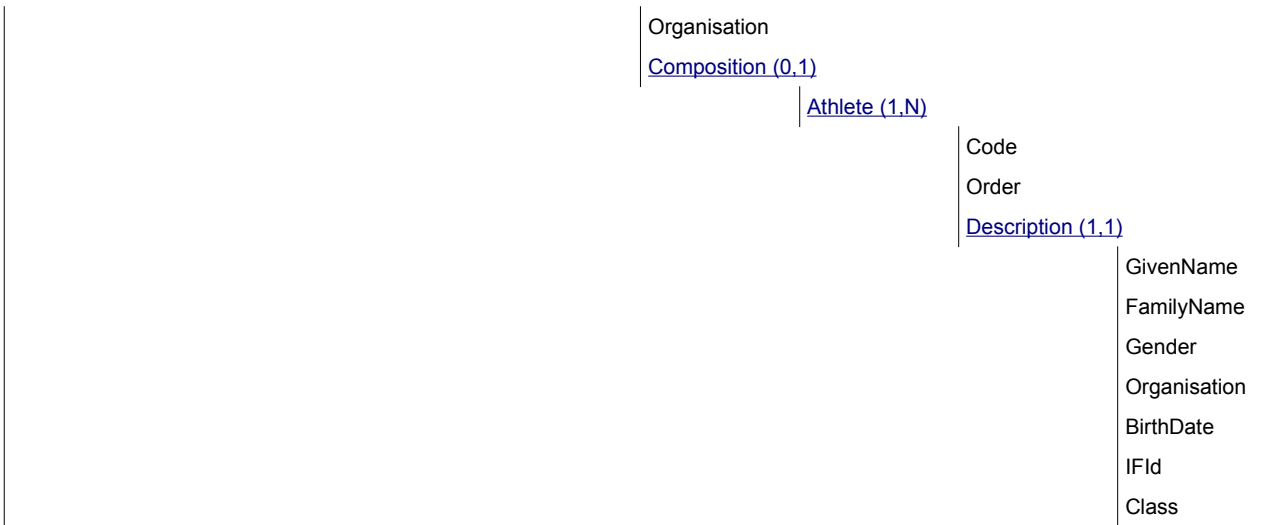 Organisation
Composition (0,1)
Athlete (1,N)
Code
Order
Description (1,1)
GivenName
FamilyName
Gender
Organisation
BirthDate
IFId
Class